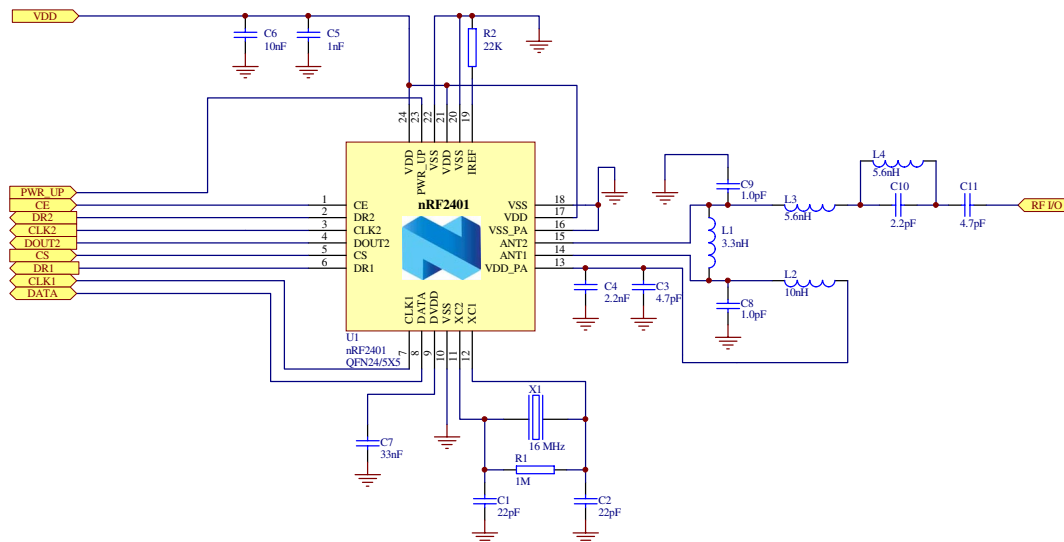 VDD
C6
10nF
C5
1nF
R2
22K
24
23
22
21
20
19
VDD
PWR_UP
VSS
VDD
VSS
IREF
nRF2401
PWR_UP
CE
DR2
CLK2
DOUT2
CS
DR1
CLK1
DATA
1
2
3
4
5
6
CE
DR2
CLK2
DOUT2
CS
DR1
VSS
VDD
VSS_PA
ANT2
ANT1
VDD_PA
18
17
16
15
14
13
CLK1
DATA
DVDD
VSS
XC2
XC1
7
8
9
10
11
12
U1
nRF2401
QFN24/5X5
C4
2.2nF
C3
4.7pF
C9
1.0pF
L1
3.3nH
C8
1.0pF
L3
5.6nH
L2
10nH
L4
5.6nH
C10
2.2pF
C11
4.7pF
RF I/O
C7
33nF
X1
16 MHz
R1
1M
C1
22pF
C2
22pF